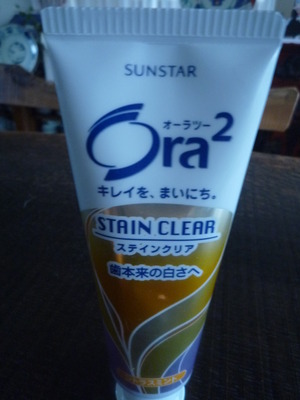 SUNSTAR
オーラツー
Ora2
キレイを、まいにち。
STAIN CLEAR
ステインクリア
歯本来の白さへ